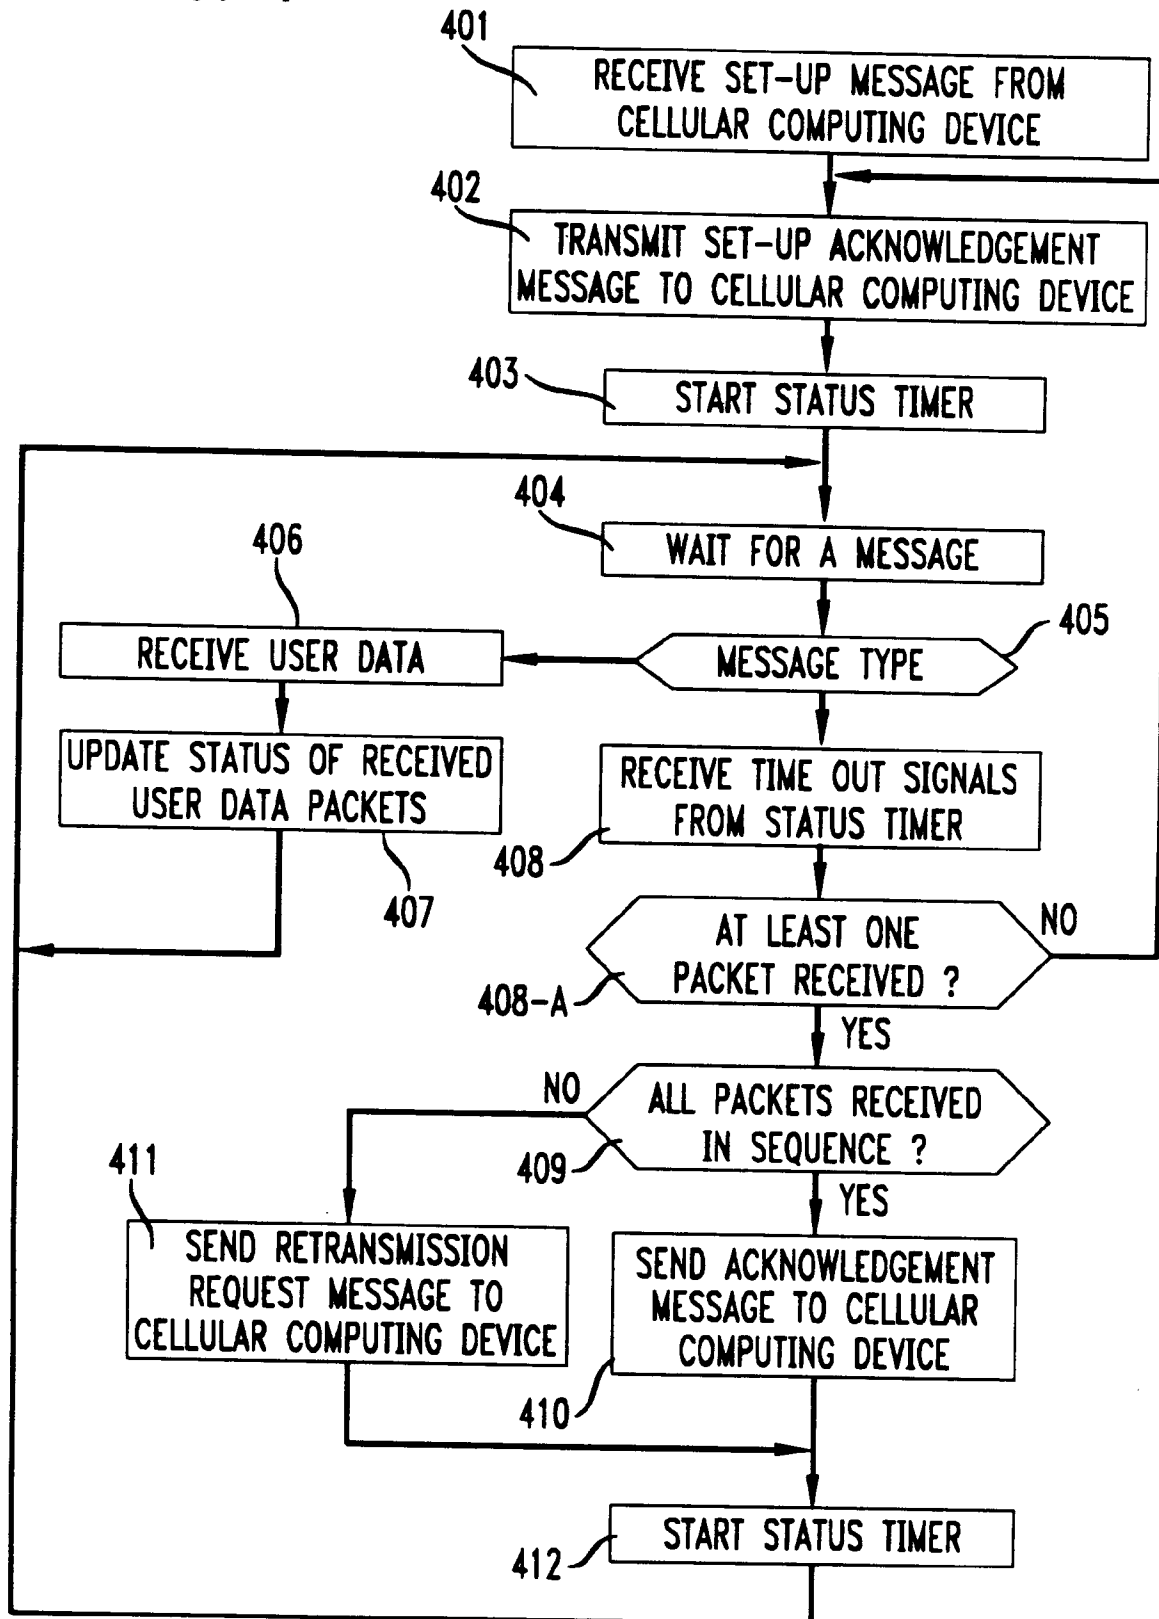 401
RECEIVE SET-UP MESSAGE FROM
CELLULAR COMPUTING DEVICE
402
TRANSMIT SET-UP ACKNOWLEDGEMENT
MESSAGE TO CELLULAR COMPUTING DEVICE
403
START STATUS TIMER
404
WAIT FOR A MESSAGE
406
405
RECEIVE USER DATA
MESSAGE TYPE
UPDATE STATUS OF RECEIVED
USER DATA PACKETS
407
RECEIVE TIME OUT SIGNALS
FROM STATUS TIMER
408
AT LEAST ONE
PACKET RECEIVED ?
NO
408-A
YES
NO
ALL PACKETS RECEIVED
IN SEQUENCE ?
409
YES
411
SEND RETRANSMISSION
REQUEST MESSAGE TO
CELLULAR COMPUTING DEVICE
SEND ACKNOWLEDGEMENT
MESSAGE TO CELLULAR
COMPUTING DEVICE
410
START STATUS TIMER
412